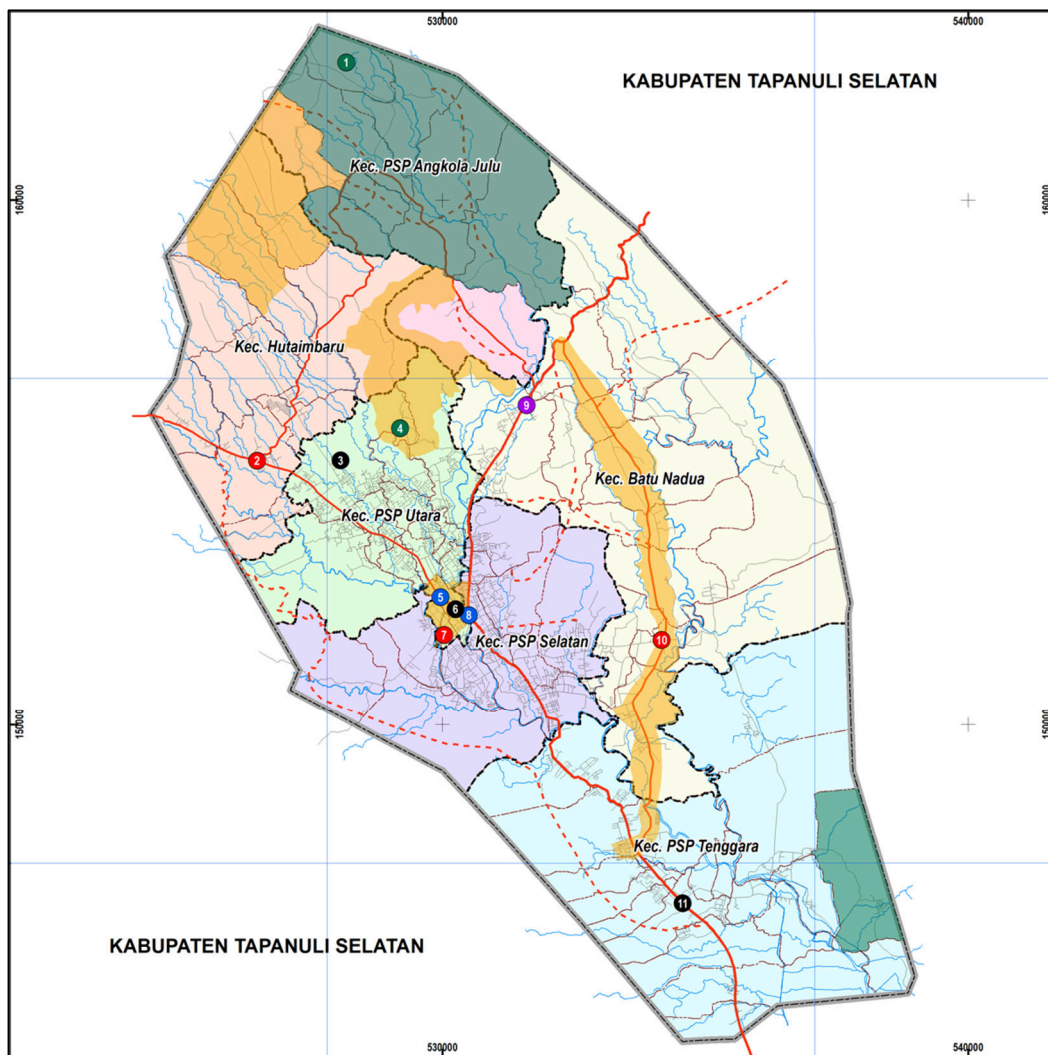 530000
540000
KABUPATEN TAPANULI SELATAN
1
Kec. PSP Angkola Julu
160000
160000
Kec. Hutaimbaru
9
4
2
3
Kec. Batu Nadua
Kec. PSP Utara
5
6
8
7
Kec. PSP Selatan
10
150000
150000
Kec. PSP Tenggara
11
KABUPATEN TAPANULI SELATAN
530000
540000